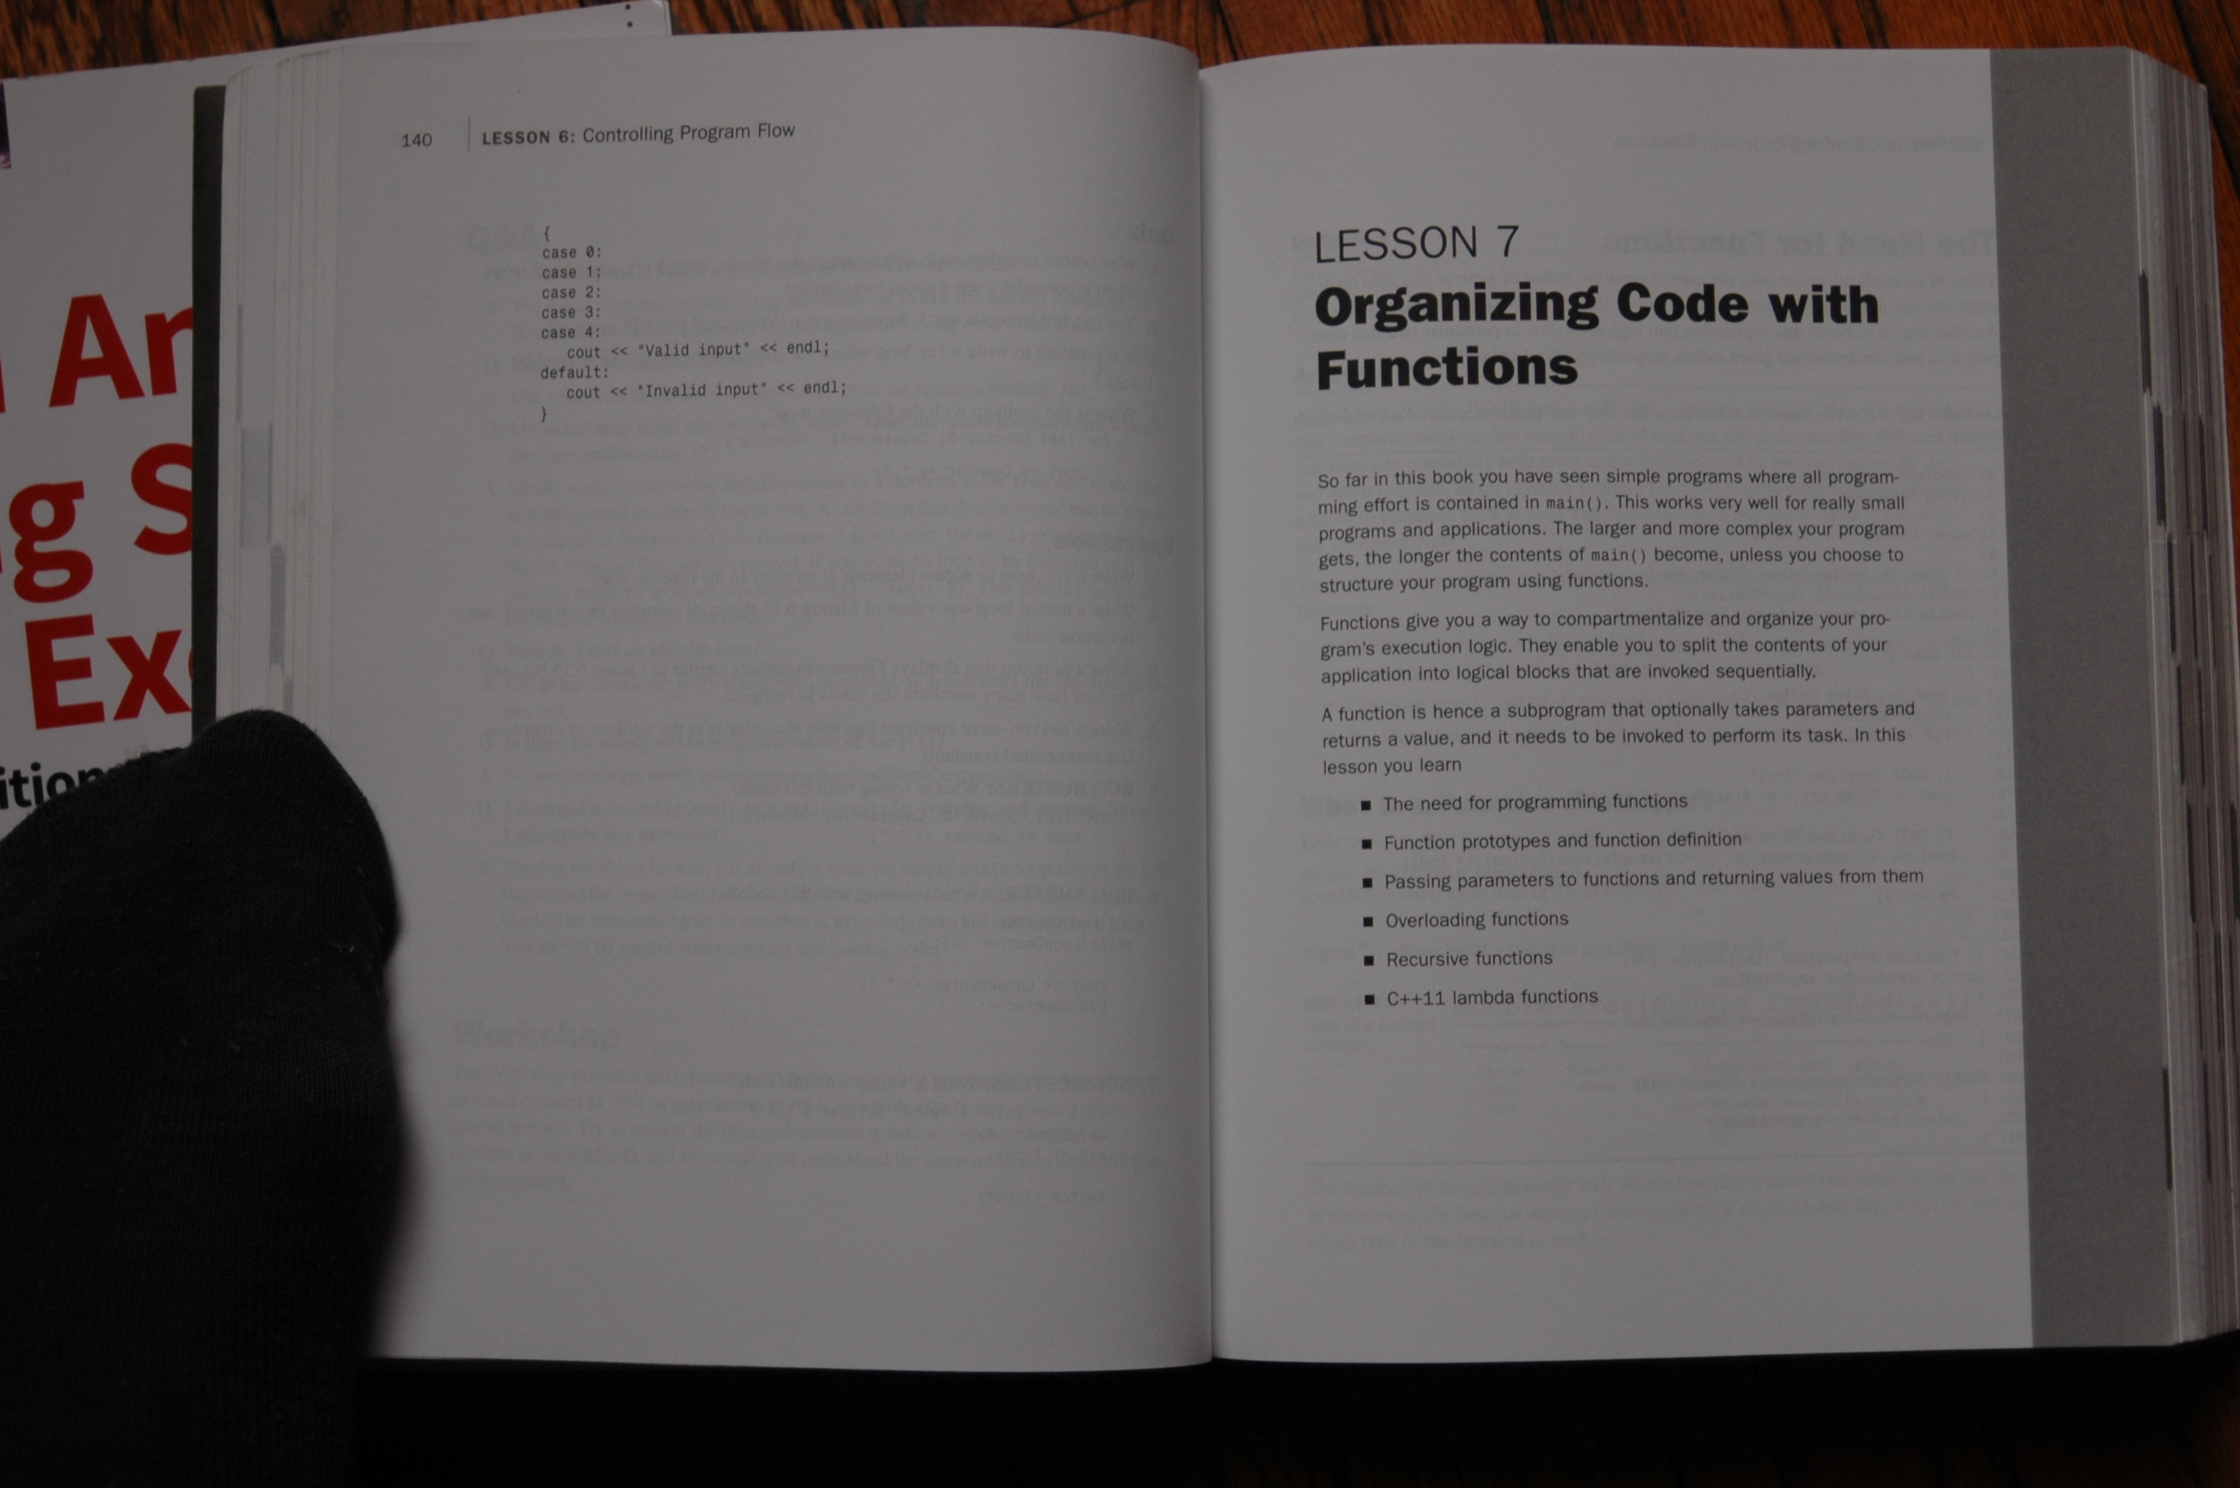 An
g S
Ex
ition
140 LESSON 6: Controlling Program Flow
{
case 0:
case 1:
case 2:
case 3:
case 4:
cout << "Valid input" << endl;
default:
cout << "Invalid input" << endl;
}
LESSON 7
Organizing Code with
Functions
So far in this book you have seen simple programs where all program-
ming effort is contained in main(). This works very well for really small
programs and applications. The larger and more complex your program
gets, the longer the contents of main() become, unless you choose to
structure your program using functions.
Functions give you a way to compartmentalize and organize your pro-
gram's execution logic. They enable you to split the contents of your
application into logical blocks that are invoked sequentially.
A function is hence a subprogram that optionally takes parameters and
returns a value, and it needs to be invoked to perform its task. In this
lesson you learn
■ The need for programming functions
■ Function prototypes and function definition
■ Passing parameters to functions and returning values from them
■ Overloading functions
■ Recursive functions
■ C++11 lambda functions